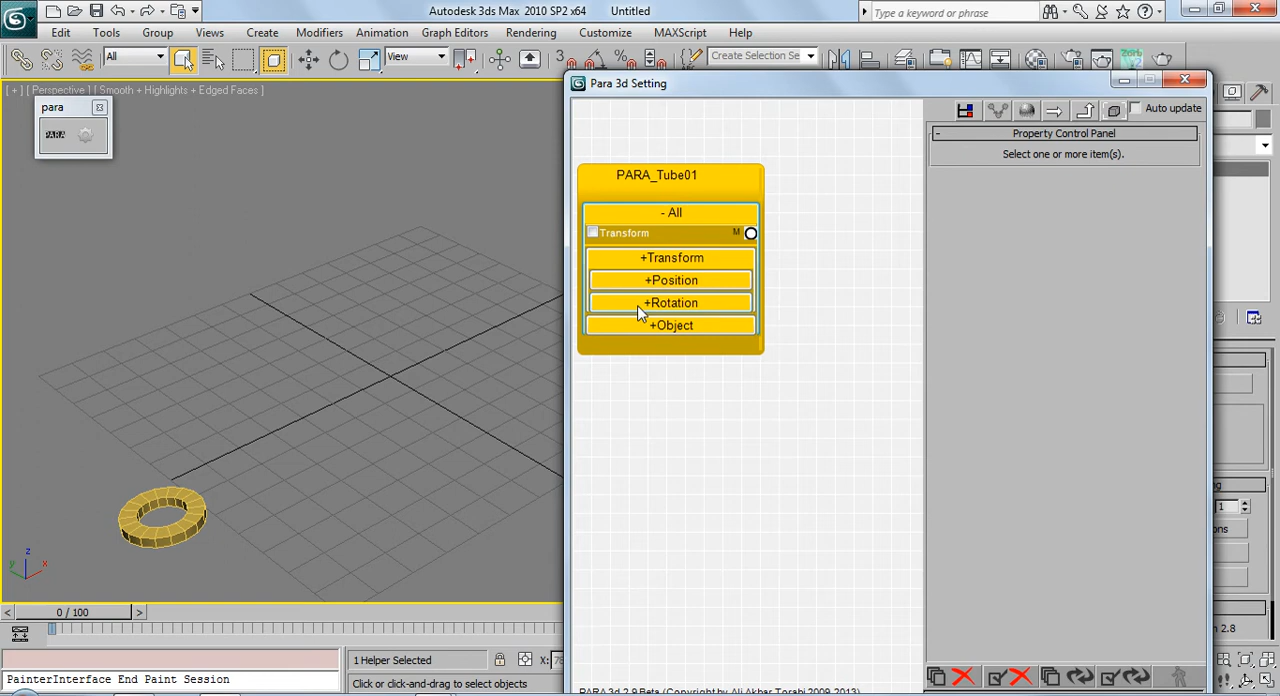 Autodesk 3ds Max 2010 SP2 x64 Untitled
Type a keyword or phrase
Edit Tools Group Views Create Modifiers Animation Graph Editors Rendering Customize MAXScript Help
All
View
3
Create Selection Se
[ + ] [ Perspective ] [ Smooth + Highlights + Edged Faces ]
para
PARA
Para 3d Setting
Auto update
- Property Control Panel
Select one or more item(s).
PARA_Tube01
- All
Transform M
+Transform
+Position
+Rotation
+Object
z
y
x
1
ons
0 / 100
1 Helper Selected
X:
PainterInterface End Paint Session
Click or click-and-drag to select objects
n 2.8
PARA 3d 2.9 Beta (Copyright by Ali Akbar Torabi 2009-2013)